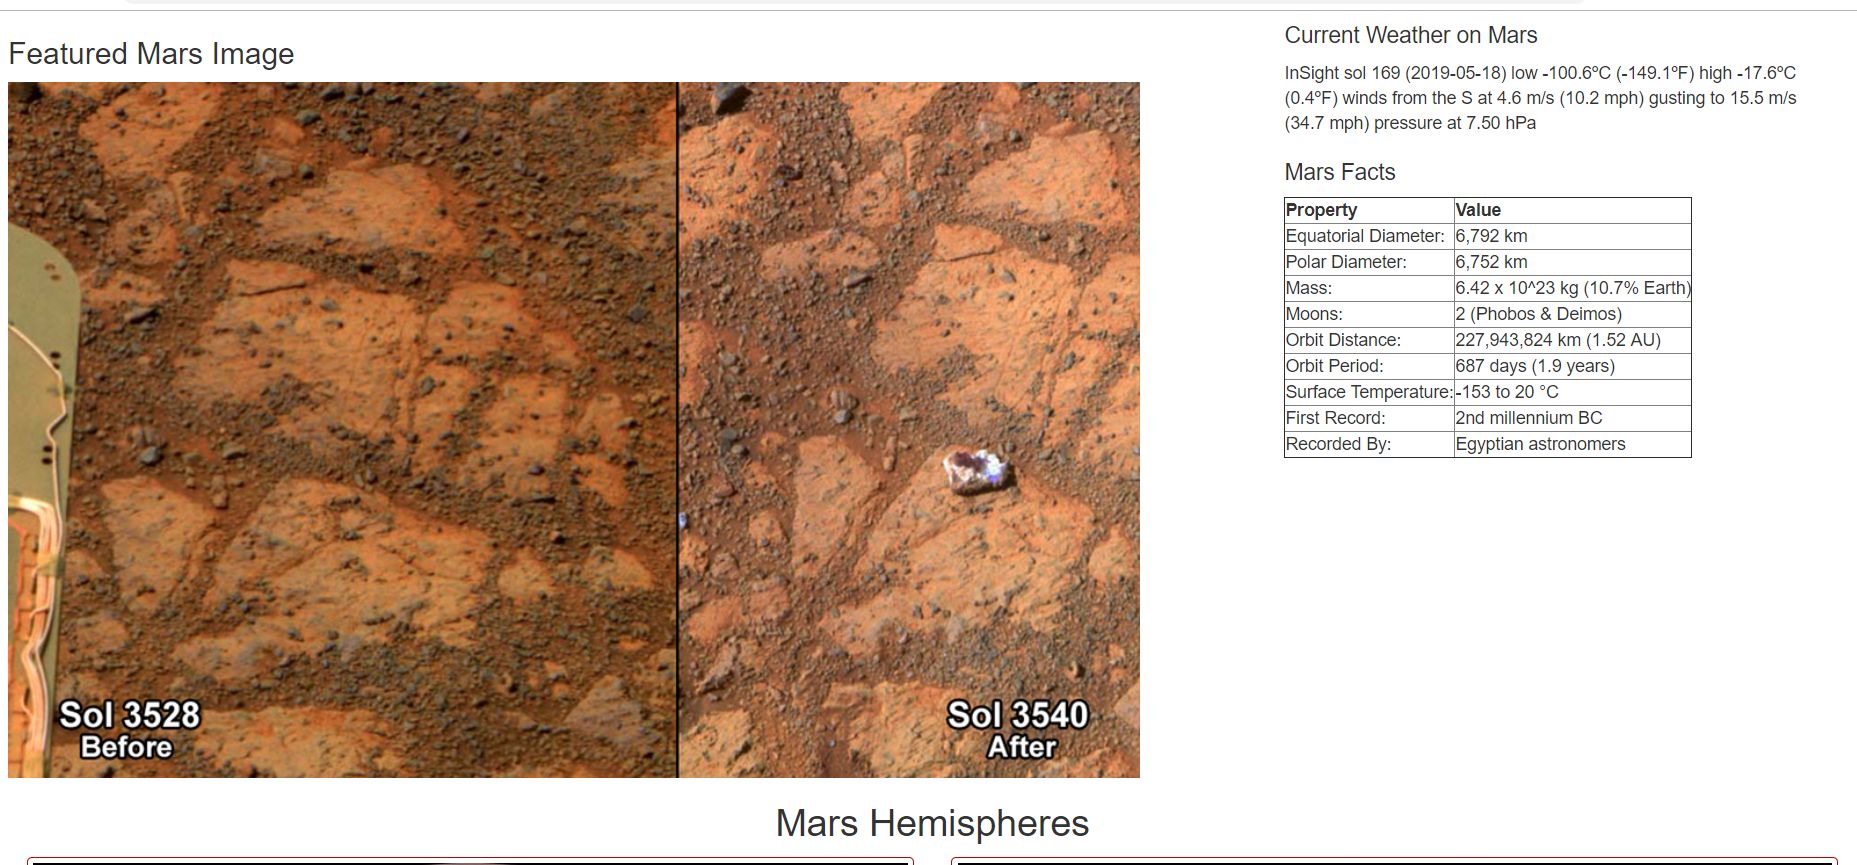 Featured Mars Image
Sol 3528
Before
Sol 3540
After
Current Weather on Mars
InSight sol 169 (2019-05-18) low -100.6ºC (-149.1ºF) high -17.6ºC
(0.4ºF) winds from the S at 4.6 m/s (10.2 mph) gusting to 15.5 m/s
(34.7 mph) pressure at 7.50 hPa
Mars Facts
Property Value
Equatorial Diameter: 6,792 km
Polar Diameter: 6,752 km
Mass: 6.42 x 10^23 kg (10.7% Earth)
Moons: 2 (Phobos & Deimos)
Orbit Distance: 227,943,824 km (1.52 AU)
Orbit Period: 687 days (1.9 years)
Surface Temperature: -153 to 20 °C
First Record: 2nd millennium BC
Recorded By: Egyptian astronomers
Mars Hemispheres